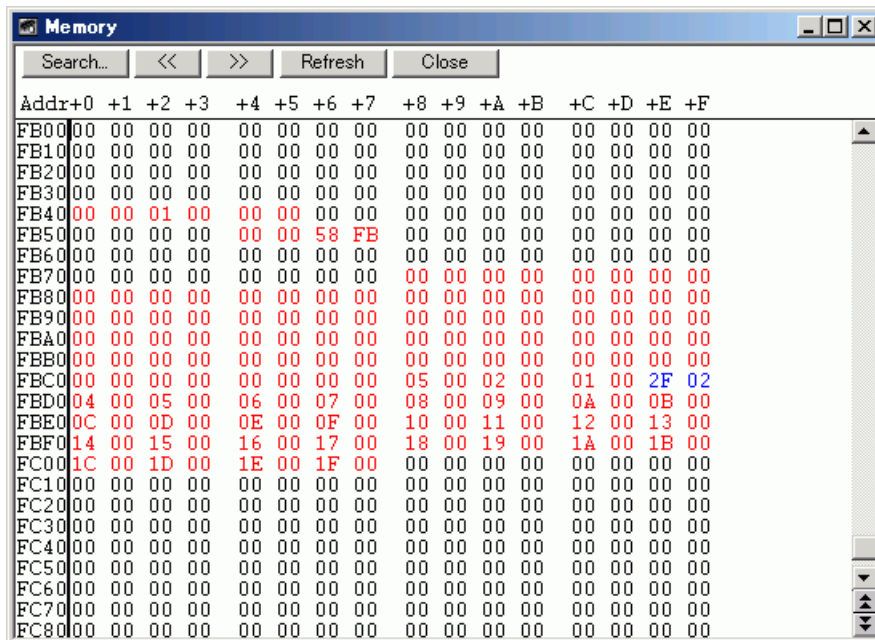 Memory
Search... << >> Refresh Close
Addr+0 +1 +2 +3 +4 +5 +6 +7 +8 +9 +A +B +C +D +E +F
FB00 00 00 00 00 00 00 00 00 00 00 00 00 00 00 00 00
FB10 00 00 00 00 00 00 00 00 00 00 00 00 00 00 00 00
FB20 00 00 00 00 00 00 00 00 00 00 00 00 00 00 00 00
FB30 00 00 00 00 00 00 00 00 00 00 00 00 00 00 00 00
FB40 00 00 01 00 00 00 00 00 00 00 00 00 00 00 00 00
FB50 00 00 00 00 00 00 58 FB 00 00 00 00 00 00 00 00
FB60 00 00 00 00 00 00 00 00 00 00 00 00 00 00 00 00
FB70 00 00 00 00 00 00 00 00 00 00 00 00 00 00 00 00
FB80 00 00 00 00 00 00 00 00 00 00 00 00 00 00 00 00
FB90 00 00 00 00 00 00 00 00 00 00 00 00 00 00 00 00
FBA0 00 00 00 00 00 00 00 00 00 00 00 00 00 00 00 00
FBB0 00 00 00 00 00 00 00 00 00 00 00 00 00 00 00 00
FBC0 00 00 00 00 00 00 00 00 05 00 02 00 01 00 2F 02
FBD0 04 00 05 00 06 00 07 00 08 00 09 00 0A 00 0B 00
FBE0 0C 00 0D 00 0E 00 0F 00 10 00 11 00 12 00 13 00
FBF0 14 00 15 00 16 00 17 00 18 00 19 00 1A 00 1B 00
FC00 1C 00 1D 00 1E 00 1F 00 00 00 00 00 00 00 00 00
FC10 00 00 00 00 00 00 00 00 00 00 00 00 00 00 00 00
FC20 00 00 00 00 00 00 00 00 00 00 00 00 00 00 00 00
FC30 00 00 00 00 00 00 00 00 00 00 00 00 00 00 00 00
FC40 00 00 00 00 00 00 00 00 00 00 00 00 00 00 00 00
FC50 00 00 00 00 00 00 00 00 00 00 00 00 00 00 00 00
FC60 00 00 00 00 00 00 00 00 00 00 00 00 00 00 00 00
FC70 00 00 00 00 00 00 00 00 00 00 00 00 00 00 00 00
FC80 00 00 00 00 00 00 00 00 00 00 00 00 00 00 00 00